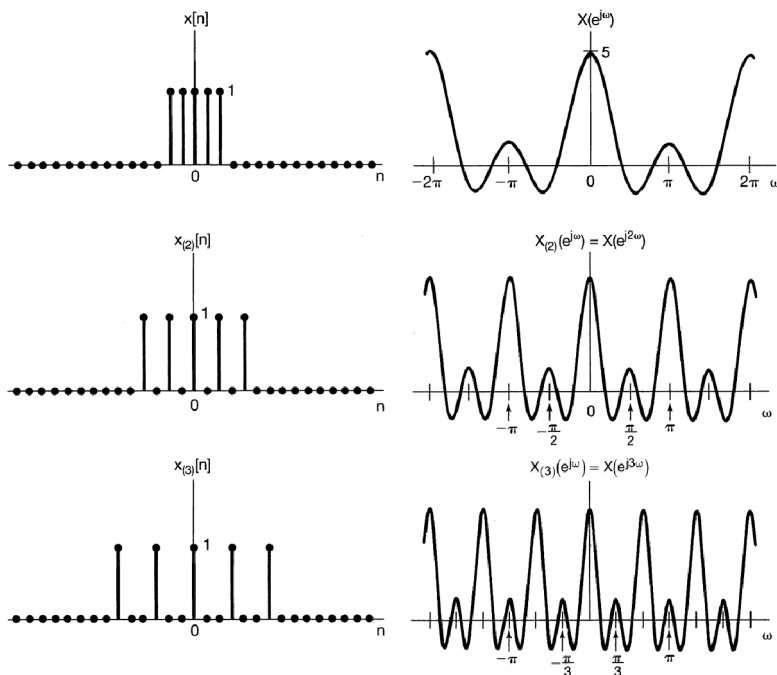 x[n]
X(e^{jω})
1
5
0
n
−2π
−π
0
π
2π
ω
x_{(2)}[n]
X_{(2)}(e^{jω}) = X(e^{j2ω})
1
0
n
−π
−π/2
0
π/2
π
ω
x_{(3)}[n]
X_{(3)}(e^{jω}) = X(e^{j3ω})
1
0
n
−π
−π/3
π/3
π
ω